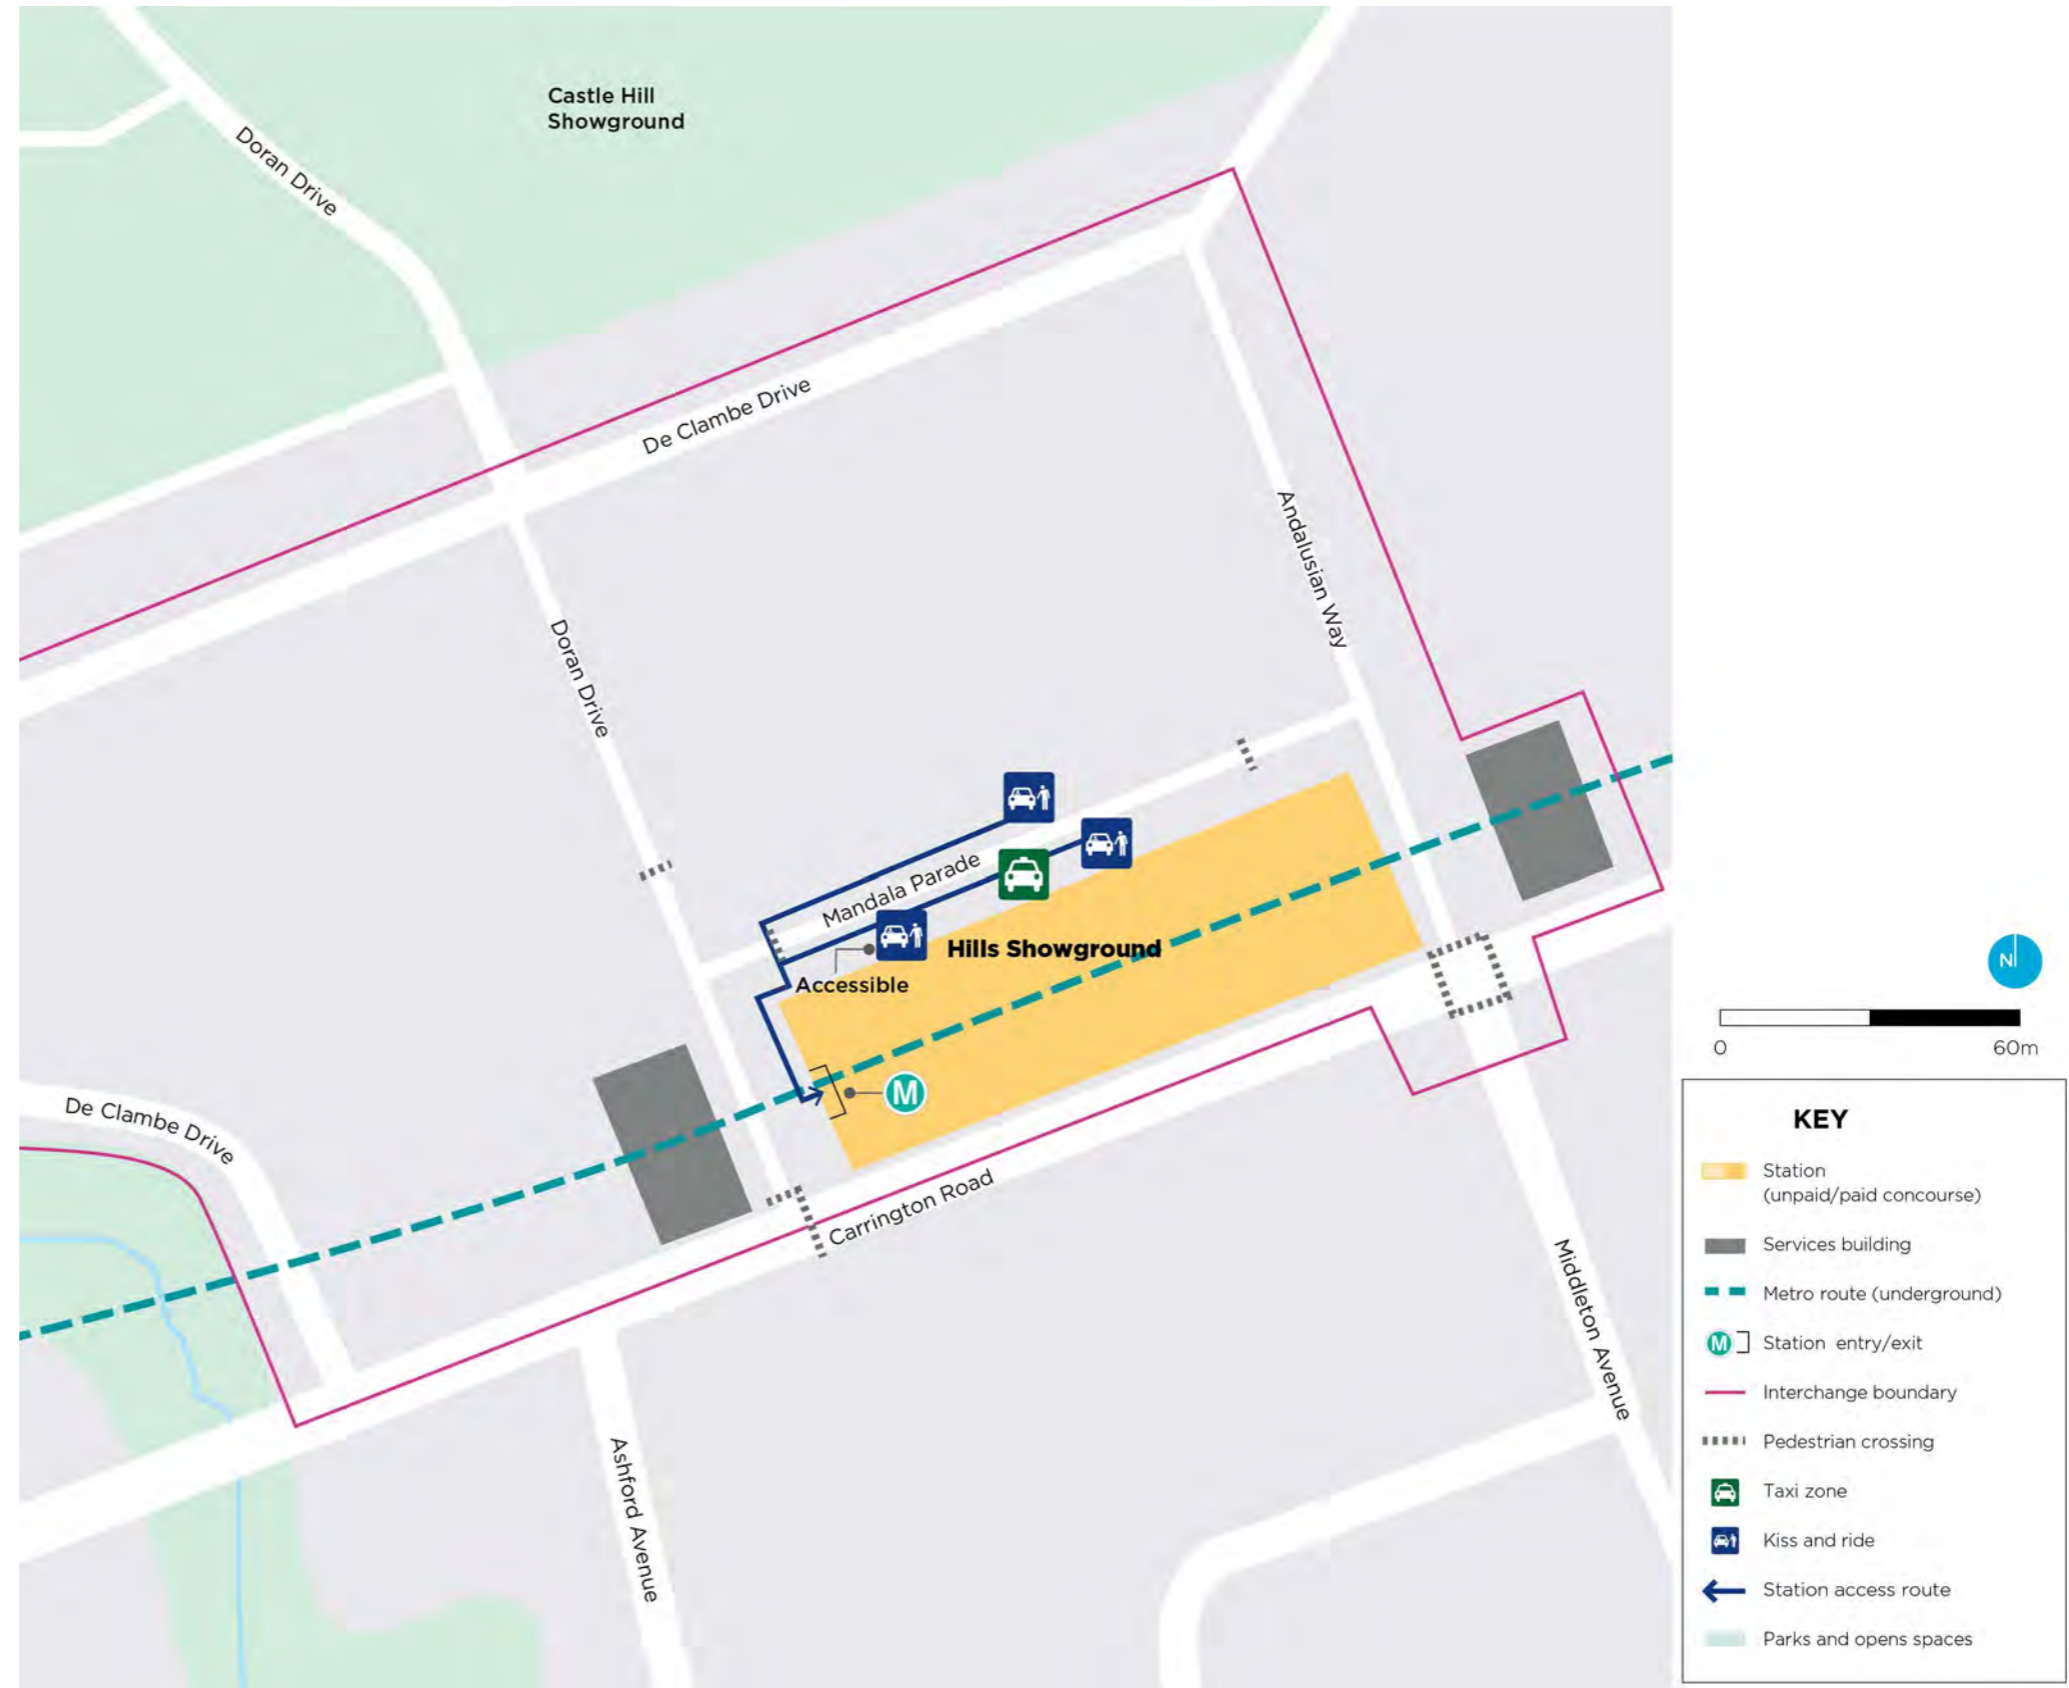 Castle Hill
Showground
Doran Drive
De Clambe Drive
Andalusian Way
Doran Drive
Mandala Parade
Hills Showground
Accessible
M
De Clambe Drive
Carrington Road
Middleton Avenue
Ashford Avenue
N
0 60m
KEY
Station
(unpaid/paid concourse)
Services building
Metro route (underground)
M Station entry/exit
Interchange boundary
Pedestrian crossing
Taxi zone
Kiss and ride
Station access route
Parks and opens spaces